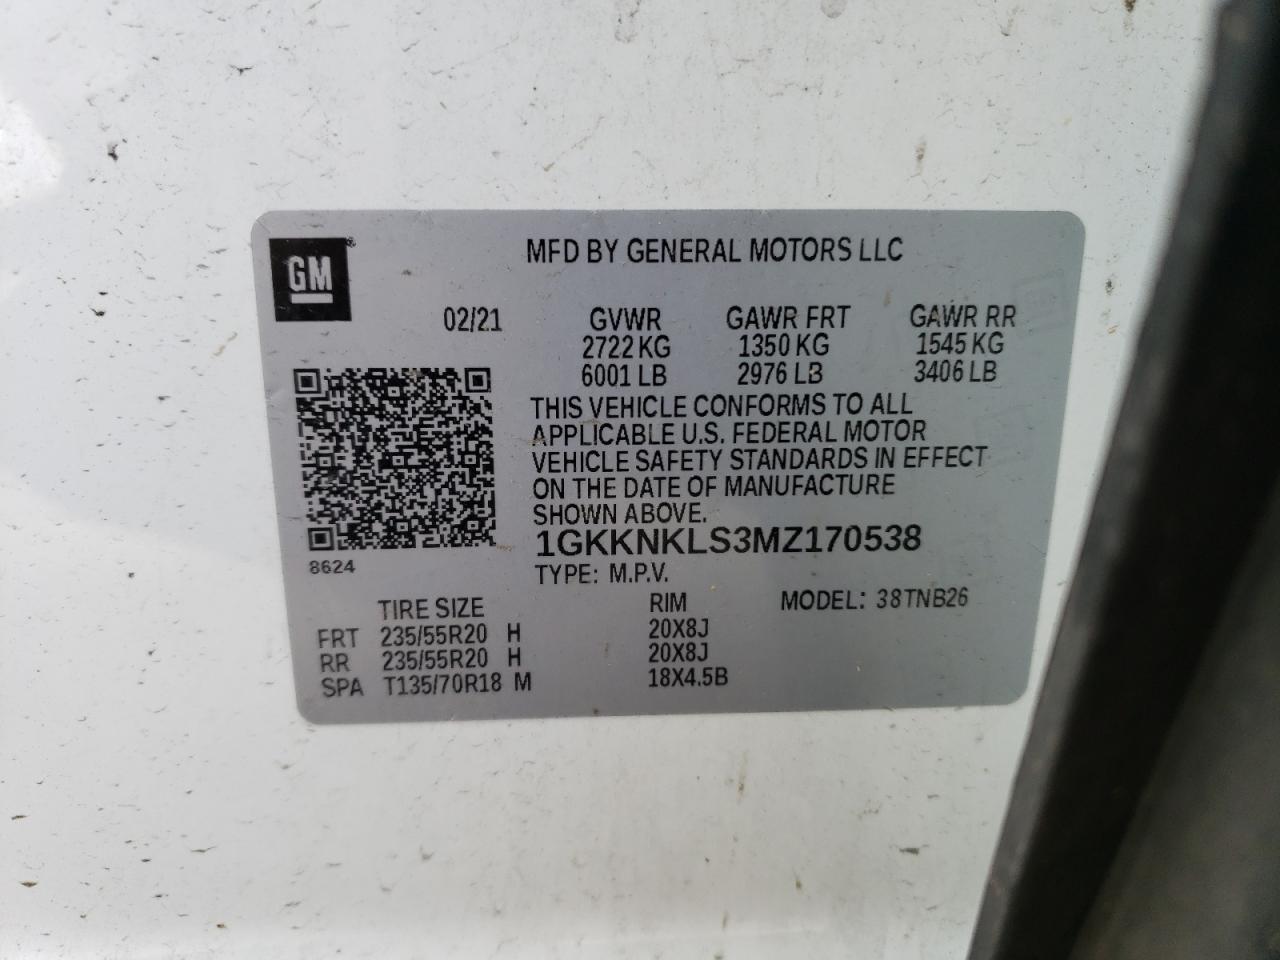 GM
MFD BY GENERAL MOTORS LLC
02/21 GVWR GAWR FRT GAWR RR
2722 KG 1350 KG 1545 KG
6001 LB 2976 LB 3406 LB
THIS VEHICLE CONFORMS TO ALL
APPLICABLE U.S. FEDERAL MOTOR
VEHICLE SAFETY STANDARDS IN EFFECT
ON THE DATE OF MANUFACTURE
SHOWN ABOVE.
1GKKNKLS3MZ170538
8624
TYPE: M.P.V.
TIRE SIZE RIM MODEL: 38TNB26
FRT 235/55R20 H 20X8J
RR 235/55R20 H 20X8J
SPA T135/70R18 M 18X4.5B